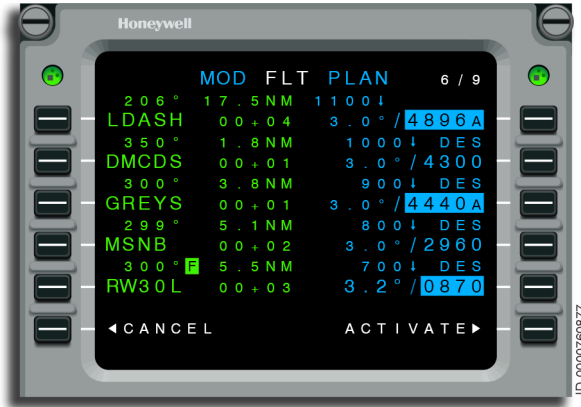 Honeywell
MOD FLT PLAN 6 / 9
206° 17.5NM 1100↓
LDASH 00+04 3.0°/4896A
350° 1.8NM 1000↓ DES
DMCDS 00+01 3.0°/4300
300° 3.8NM 900↓ DES
GREYS 00+01 3.0°/4440A
299° 5.1NM 800↓ DES
MSNB 00+02 3.0°/2960
300° F 5.5NM 700↓ DES
RW30L 00+03 3.2°/0870
◀CANCEL ACTIVATE▶
ID-0000760877